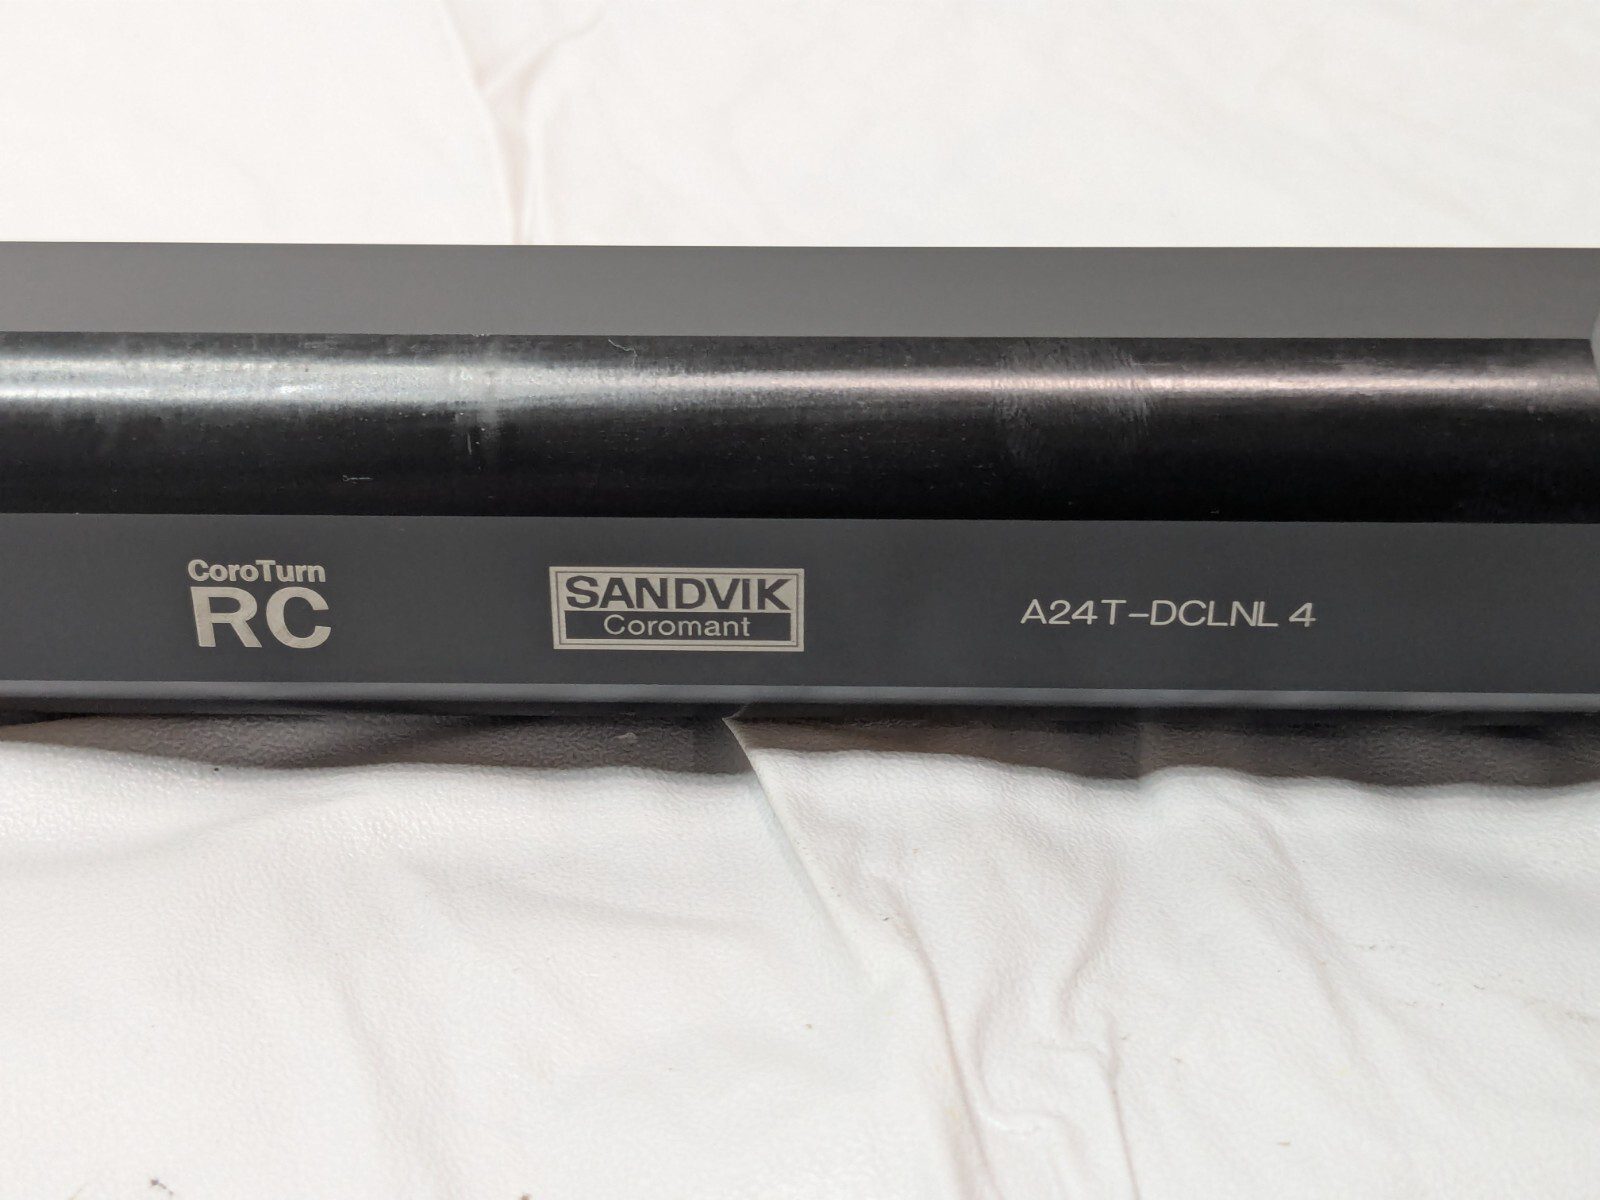 CoroTurn
RC
SANDVIK
Coromant
A24T-DCLNL 4